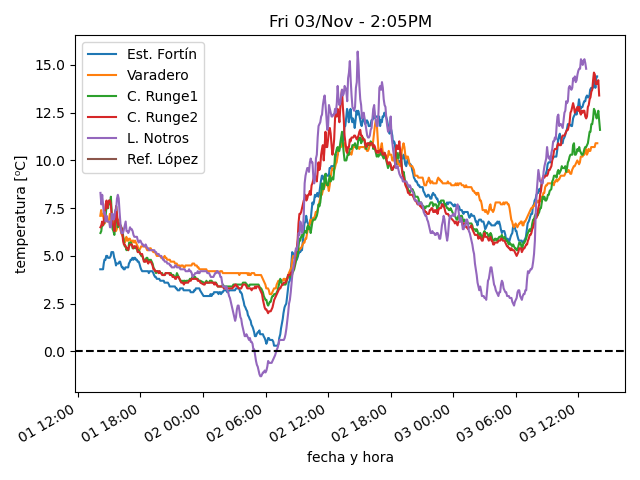 Fri 03/Nov - 2:05PM
Est. Fortín
Varadero
C. Runge1
C. Runge2
L. Notros
Ref. López
temperatura [ºC]
15.0
12.5
10.0
7.5
5.0
2.5
0.0
01 12:00
01 18:00
02 00:00
02 06:00
02 12:00
02 18:00
03 00:00
03 06:00
03 12:00
fecha y hora